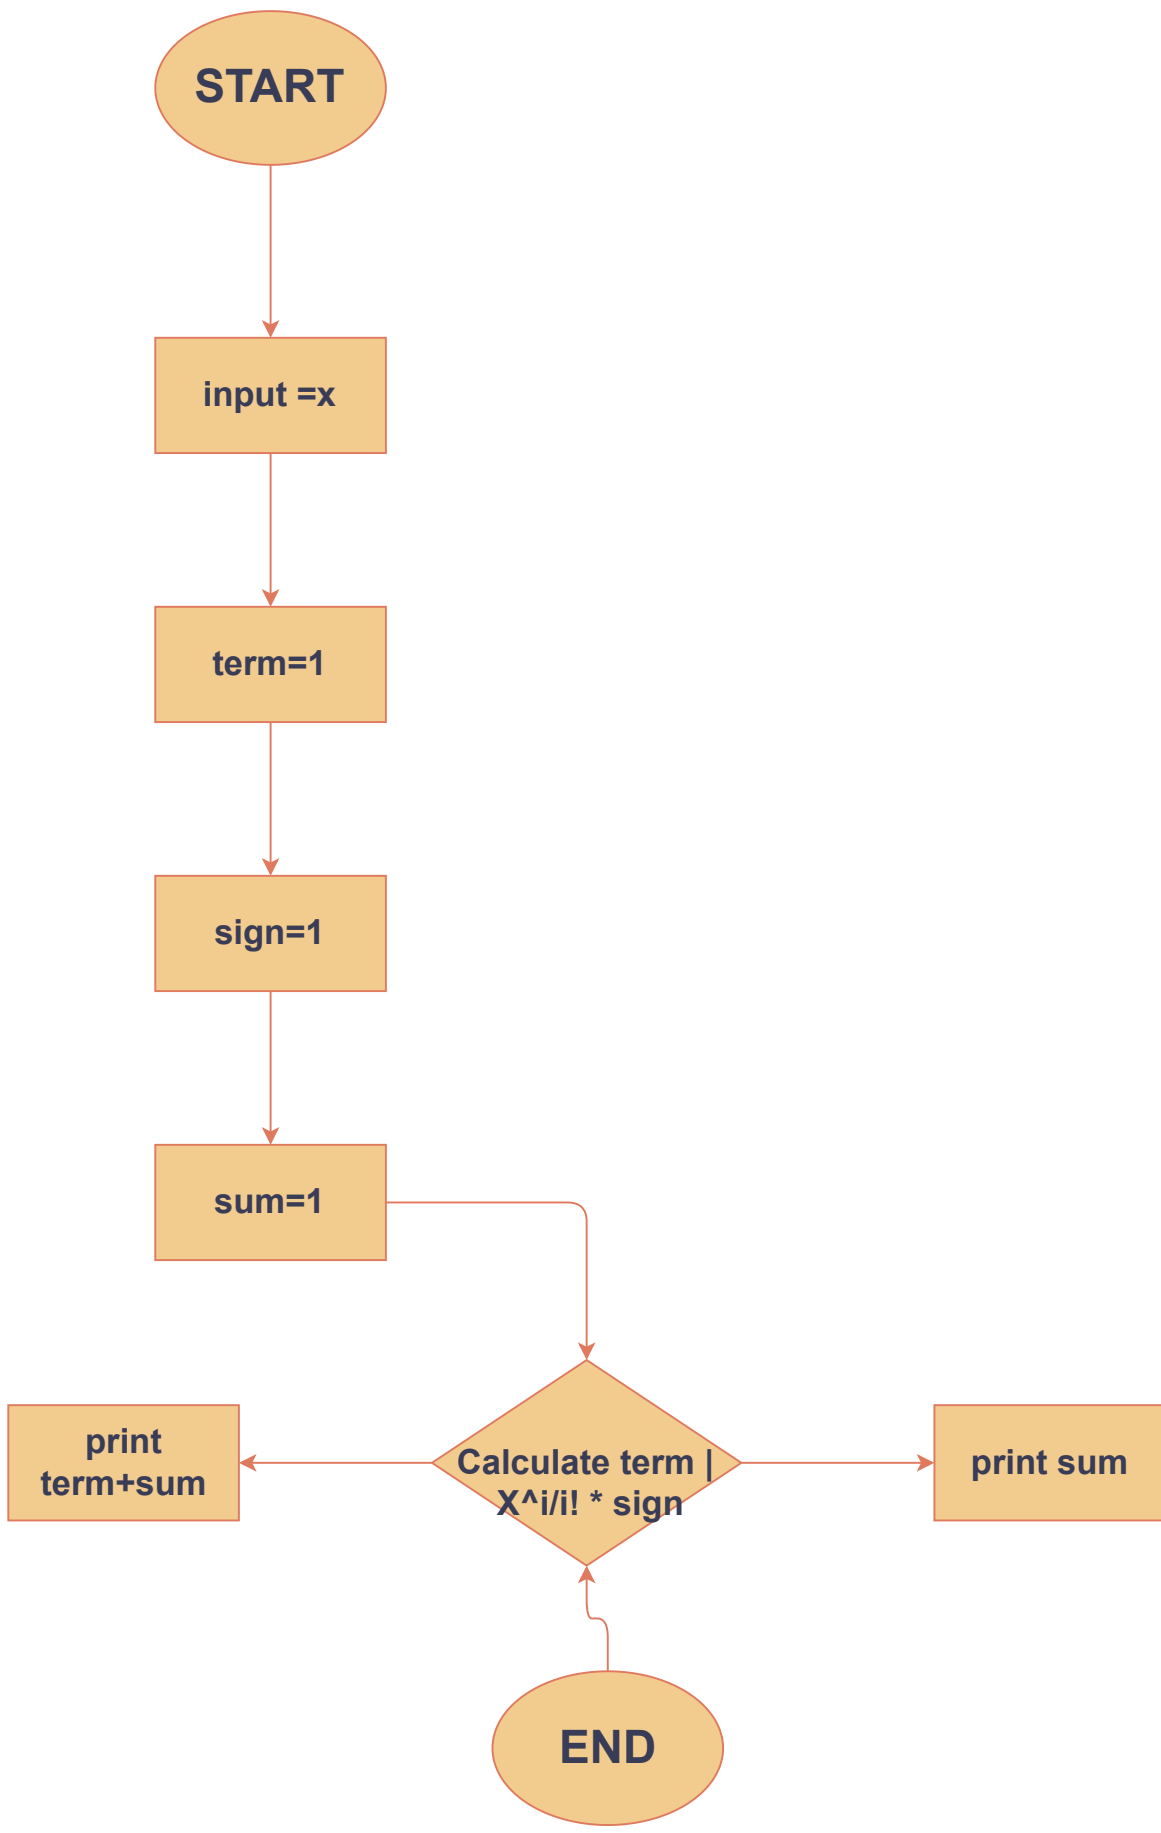 START
input =x
term=1
sign=1
sum=1
print
term+sum
Calculate term |
X^i/i! * sign
print sum
END